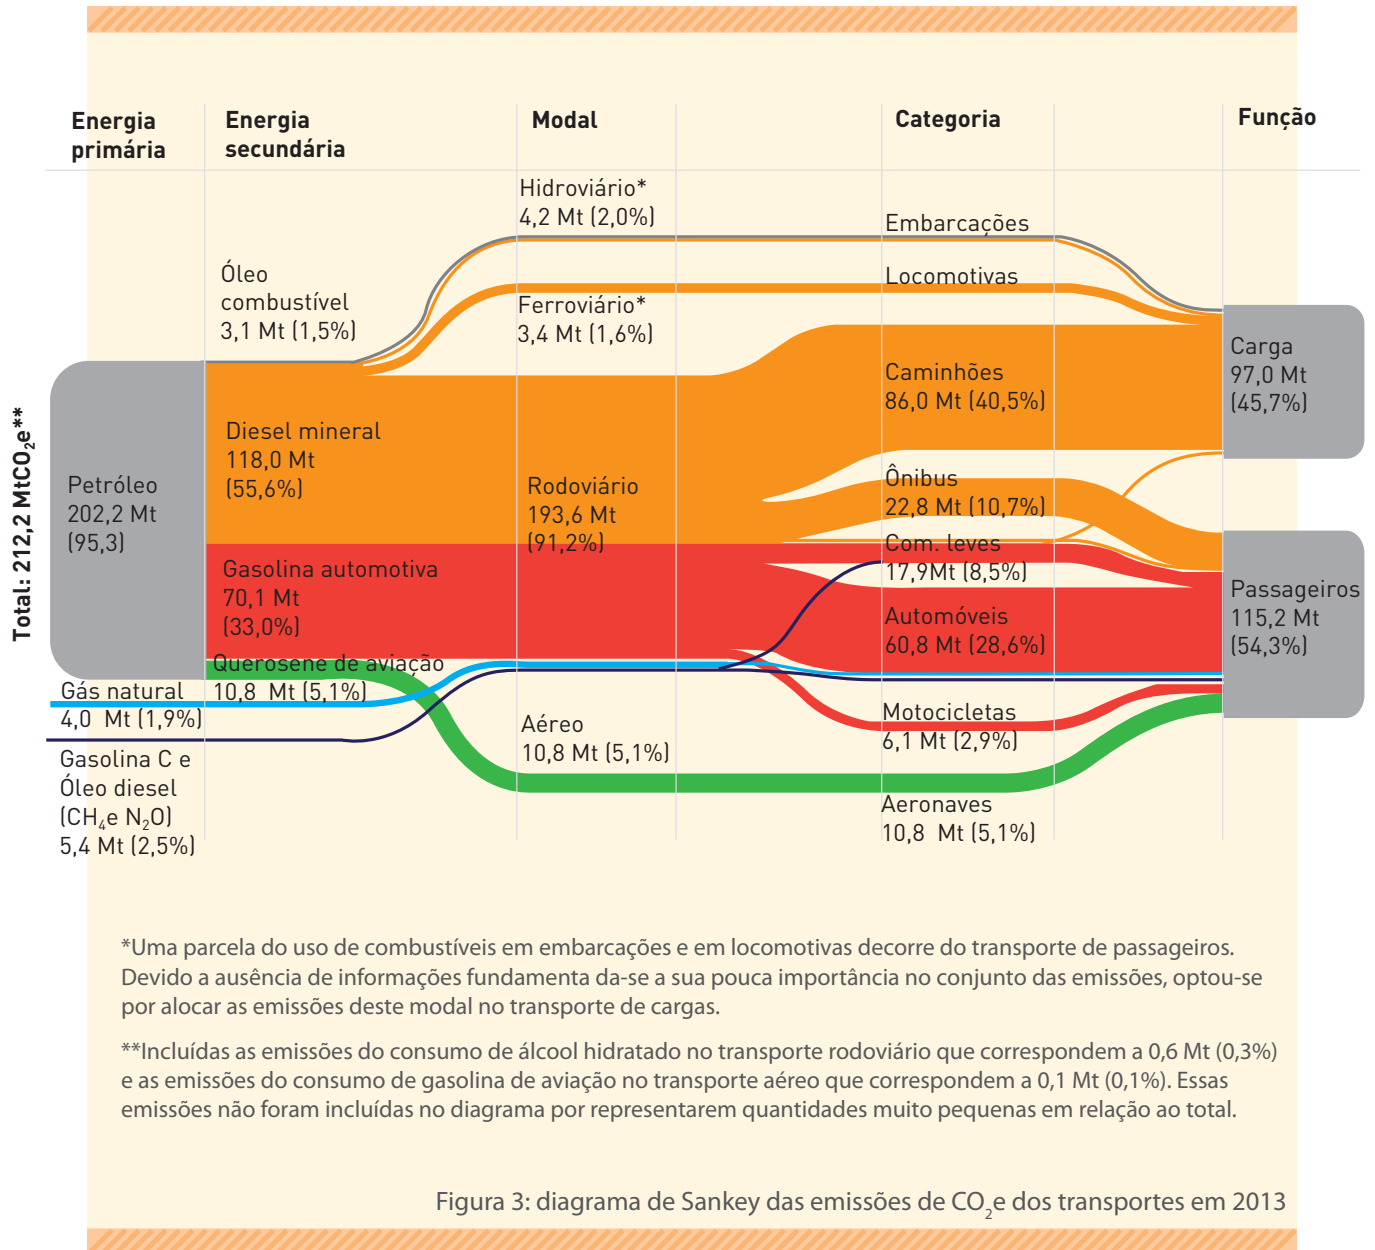 Energia
primária
Energia
secundária
Modal
Categoria
Função
Total: 212,2 MtCO₂e**
Petróleo
202,2 Mt
(95,3)
Gás natural
4,0 Mt (1,9%)
Gasolina C e
Óleo diesel
(CH₄e N₂O)
5,4 Mt (2,5%)
Óleo
combustível
3,1 Mt (1,5%)
Diesel mineral
118,0 Mt
(55,6%)
Gasolina automotiva
70,1 Mt
(33,0%)
Querosene de aviação
10,8 Mt (5,1%)
Hidroviário*
4,2 Mt (2,0%)
Ferroviário*
3,4 Mt (1,6%)
Rodoviário
193,6 Mt
(91,2%)
Aéreo
10,8 Mt (5,1%)
Embarcações
Locomotivas
Caminhões
86,0 Mt (40,5%)
Ônibus
22,8 Mt (10,7%)
Com. leves
17,9Mt (8,5%)
Automóveis
60,8 Mt (28,6%)
Motocicletas
6,1 Mt (2,9%)
Aeronaves
10,8 Mt (5,1%)
Carga
97,0 Mt
(45,7%)
Passageiros
115,2 Mt
(54,3%)
*Uma parcela do uso de combustíveis em embarcações e em locomotivas decorre do transporte de passageiros.
Devido a ausência de informações fundamenta da-se a sua pouca importância no conjunto das emissões, optou-se
por alocar as emissões deste modal no transporte de cargas.
**Incluídas as emissões do consumo de álcool hidratado no transporte rodoviário que correspondem a 0,6 Mt (0,3%)
e as emissões do consumo de gasolina de aviação no transporte aéreo que correspondem a 0,1 Mt (0,1%). Essas
emissões não foram incluídas no diagrama por representarem quantidades muito pequenas em relação ao total.
Figura 3: diagrama de Sankey das emissões de CO₂e dos transportes em 2013